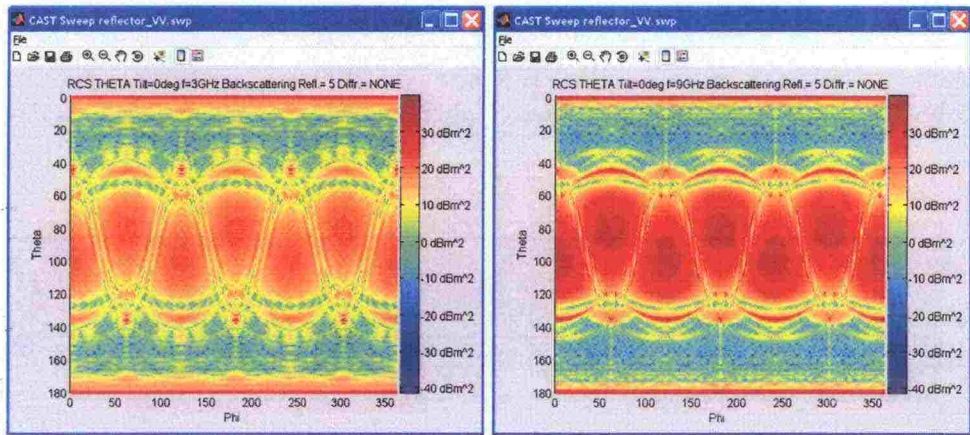 CAST Sweep reflector_VV.swp
File
RCS THETA Tilt=0deg f=3GHz Backscattering Refl.= 5 Diffr.= NONE
0
20
40
60
80
100
120
140
160
180
Theta
0
50
100
150
200
250
300
350
Phi
30 dBm^2
20 dBm^2
10 dBm^2
0 dBm^2
-10 dBm^2
-20 dBm^2
-30 dBm^2
-40 dBm^2
CAST Sweep reflector_VV.swp
File
RCS THETA Tilt=0deg f=9GHz Backscattering Refl.= 5 Diffr.= NONE
0
20
40
60
80
100
120
140
160
180
Theta
0
50
100
150
200
250
300
350
Phi
30 dBm^2
20 dBm^2
10 dBm^2
0 dBm^2
-10 dBm^2
-20 dBm^2
-30 dBm^2
-40 dBm^2